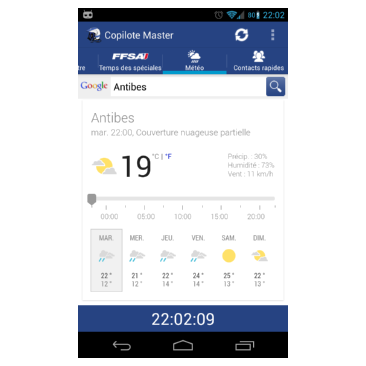 22:02
Copilote Master
tre
FFSA
Temps des spéciales
Météo
Contacts rapides
Google
Antibes
Antibes
mar. 22:00, Couverture nuageuse partielle
19 °C | °F
Précip. : 30%
Humidité : 73%
Vent : 11 km/h
00:00 05:00 10:00 15:00 20:00
MAR. MER. JEU. VEN. SAM. DIM.
22° 21° 22° 24° 25° 22°
12° 12° 14° 14° 13° 13°
22:02:09